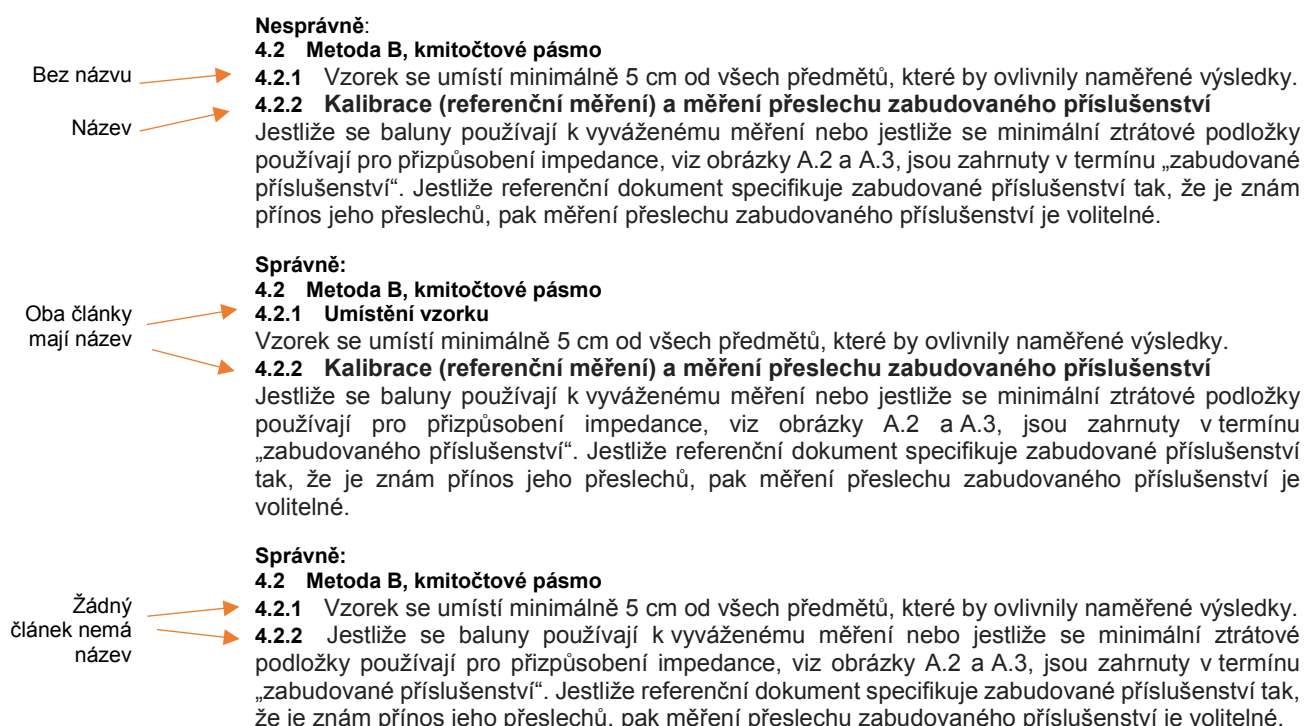 Nesprávně:
4.2 Metoda B, kmitočtové pásmo
Bez názvu
4.2.1 Vzorek se umístí minimálně 5 cm od všech předmětů, které by ovlivnily naměřené výsledky.
Název
4.2.2 Kalibrace (referenční měření) a měření přeslechu zabudovaného příslušenství
Jestliže se baluny používají k vyváženému měření nebo jestliže se minimální ztrátové podložky
používají pro přizpůsobení impedance, viz obrázky A.2 a A.3, jsou zahrnuty v termínu „zabudované
příslušenství“. Jestliže referenční dokument specifikuje zabudované příslušenství tak, že je znám
přínos jeho přeslechů, pak měření přeslechu zabudovaného příslušenství je volitelné.
Správně:
4.2 Metoda B, kmitočtové pásmo
Oba články
mají název
4.2.1 Umístění vzorku
Vzorek se umístí minimálně 5 cm od všech předmětů, které by ovlivnily naměřené výsledky.
4.2.2 Kalibrace (referenční měření) a měření přeslechu zabudovaného příslušenství
Jestliže se baluny používají k vyváženému měření nebo jestliže se minimální ztrátové podložky
používají pro přizpůsobení impedance, viz obrázky A.2 a A.3, jsou zahrnuty v termínu
„zabudovaného příslušenství“. Jestliže referenční dokument specifikuje zabudované příslušenství
tak, že je znám přínos jeho přeslechů, pak měření přeslechu zabudovaného příslušenství je
volitelné.
Správně:
4.2 Metoda B, kmitočtové pásmo
Žádný
článek nemá
název
4.2.1 Vzorek se umístí minimálně 5 cm od všech předmětů, které by ovlivnily naměřené výsledky.
4.2.2 Jestliže se baluny používají k vyváženému měření nebo jestliže se minimální ztrátové
podložky používají pro přizpůsobení impedance, viz obrázky A.2 a A.3, jsou zahrnuty v termínu
„zabudované příslušenství“. Jestliže referenční dokument specifikuje zabudované příslušenství tak,
že je znám přínos jeho přeslechů, pak měření přeslechu zabudovaného příslušenství je volitelné.